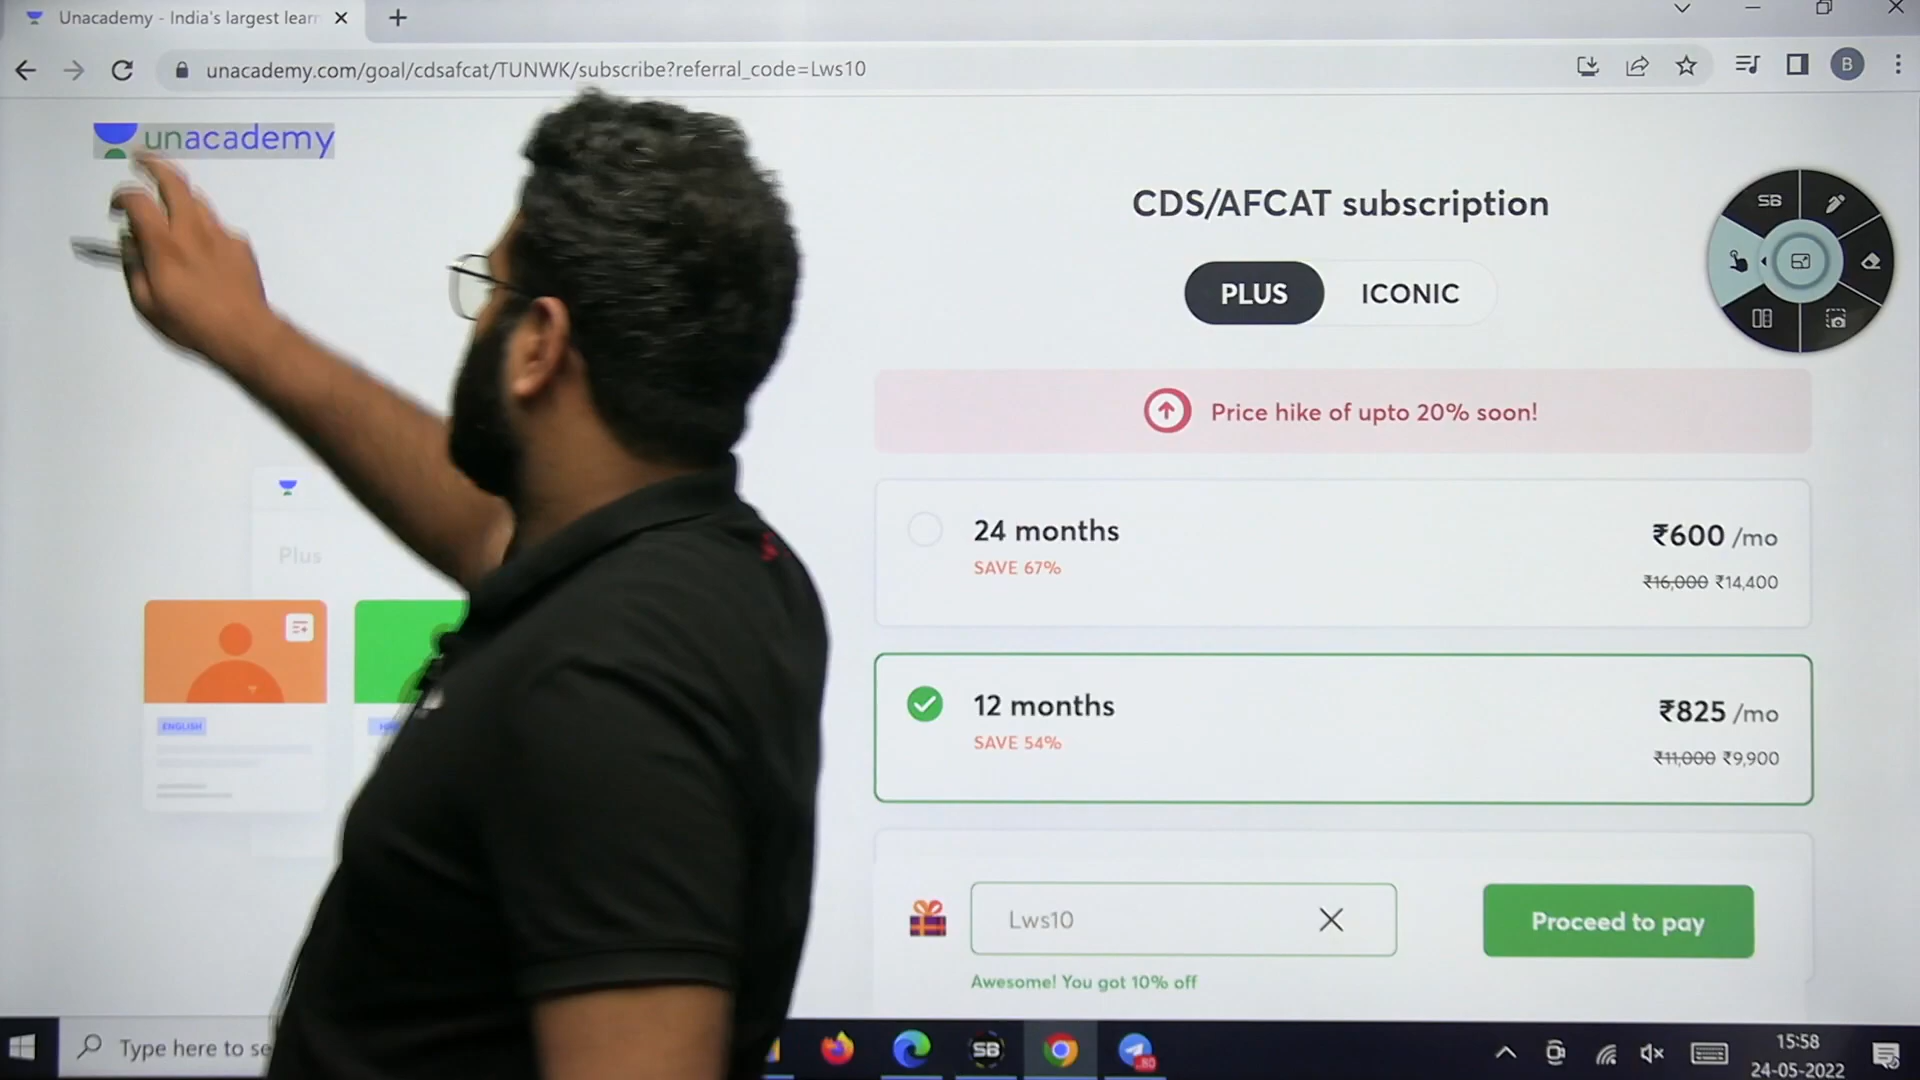 Unacademy - India's largest lear
unacademy.com/goal/cdsafcat/TUNWK/subscribe?referral_code=Lws10
B
unacademy
CDS/AFCAT subscription
SB
PLUS ICONIC
Price hike of upto 20% soon!
24 months
₹600 /mo
SAVE 67%
₹16,000 ₹14,400
Plus
12 months
₹825 /mo
SAVE 54%
₹11,000 ₹9,900
ENGLISH
Lws10
Proceed to pay
Awesome! You got 10% off
Type here to se
SB
80
15:58
24-05-2022